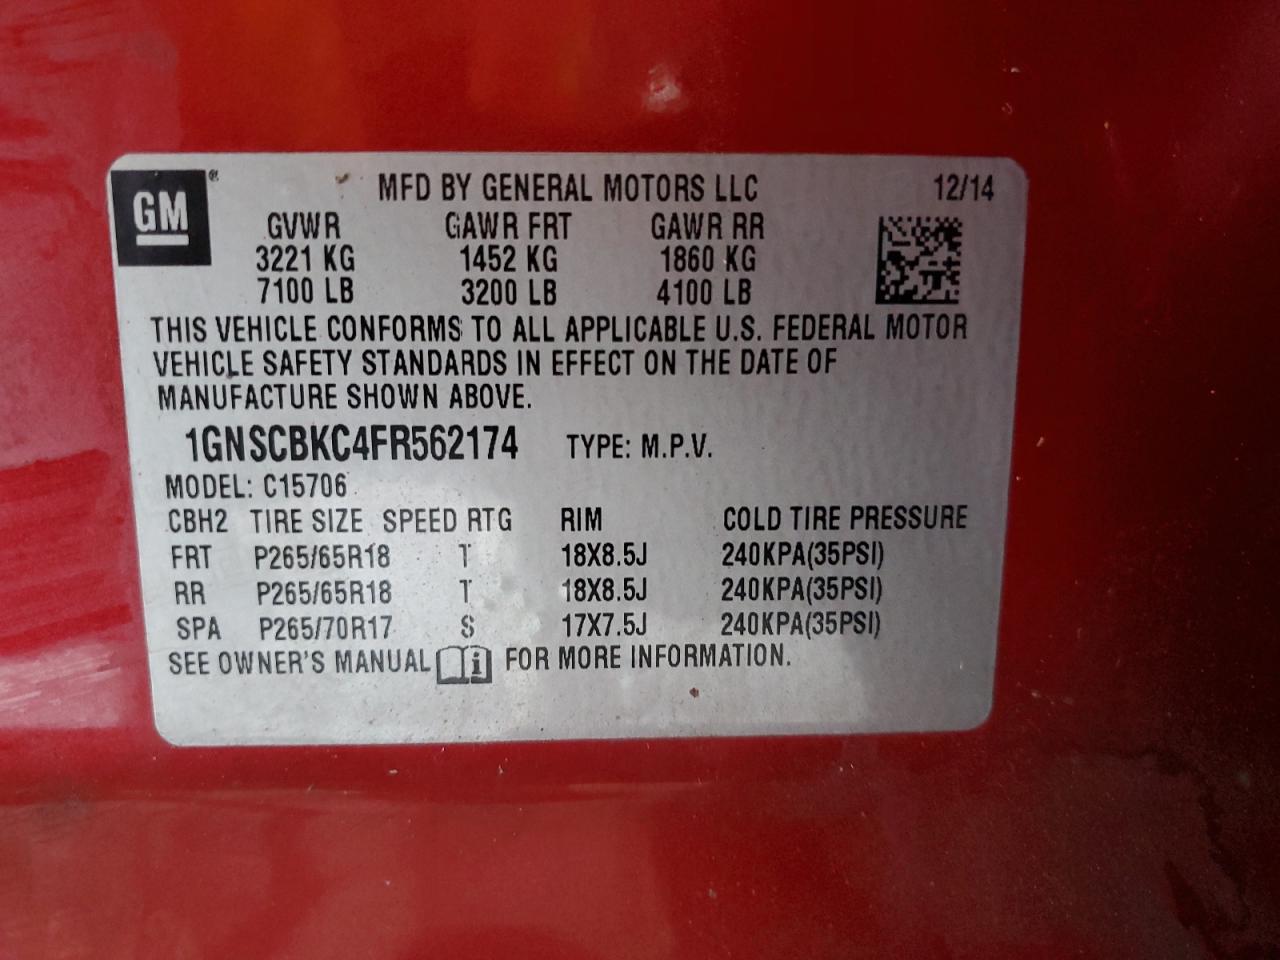 GM ® MFD BY GENERAL MOTORS LLC 12/14
GVWR GAWR FRT GAWR RR
3221 KG 1452 KG 1860 KG
7100 LB 3200 LB 4100 LB
THIS VEHICLE CONFORMS TO ALL APPLICABLE U.S. FEDERAL MOTOR
VEHICLE SAFETY STANDARDS IN EFFECT ON THE DATE OF
MANUFACTURE SHOWN ABOVE.
1GNSCBKC4FR562174 TYPE: M.P.V.
MODEL: C15706
CBH2 TIRE SIZE SPEED RTG RIM COLD TIRE PRESSURE
FRT P265/65R18 T 18X8.5J 240KPA(35PSI)
RR P265/65R18 T 18X8.5J 240KPA(35PSI)
SPA P265/70R17 S 17X7.5J 240KPA(35PSI)
SEE OWNER'S MANUAL i FOR MORE INFORMATION.